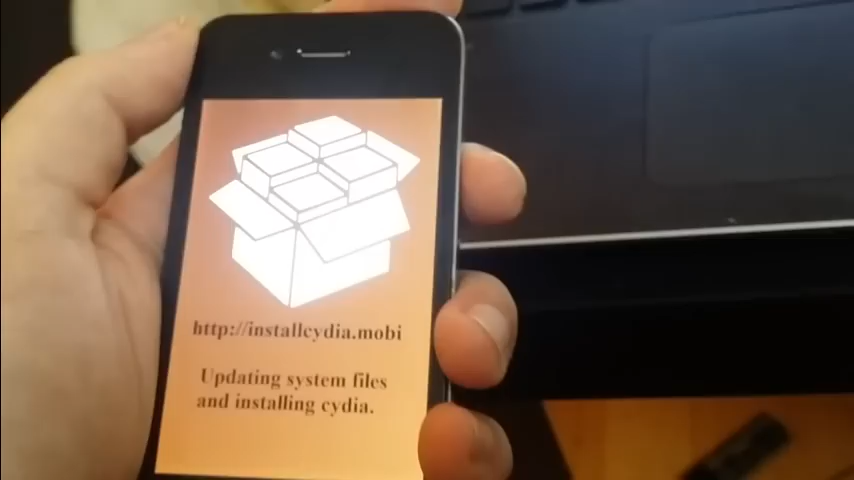 http://installcydia.mobi
Updating system files
and installing cydia.